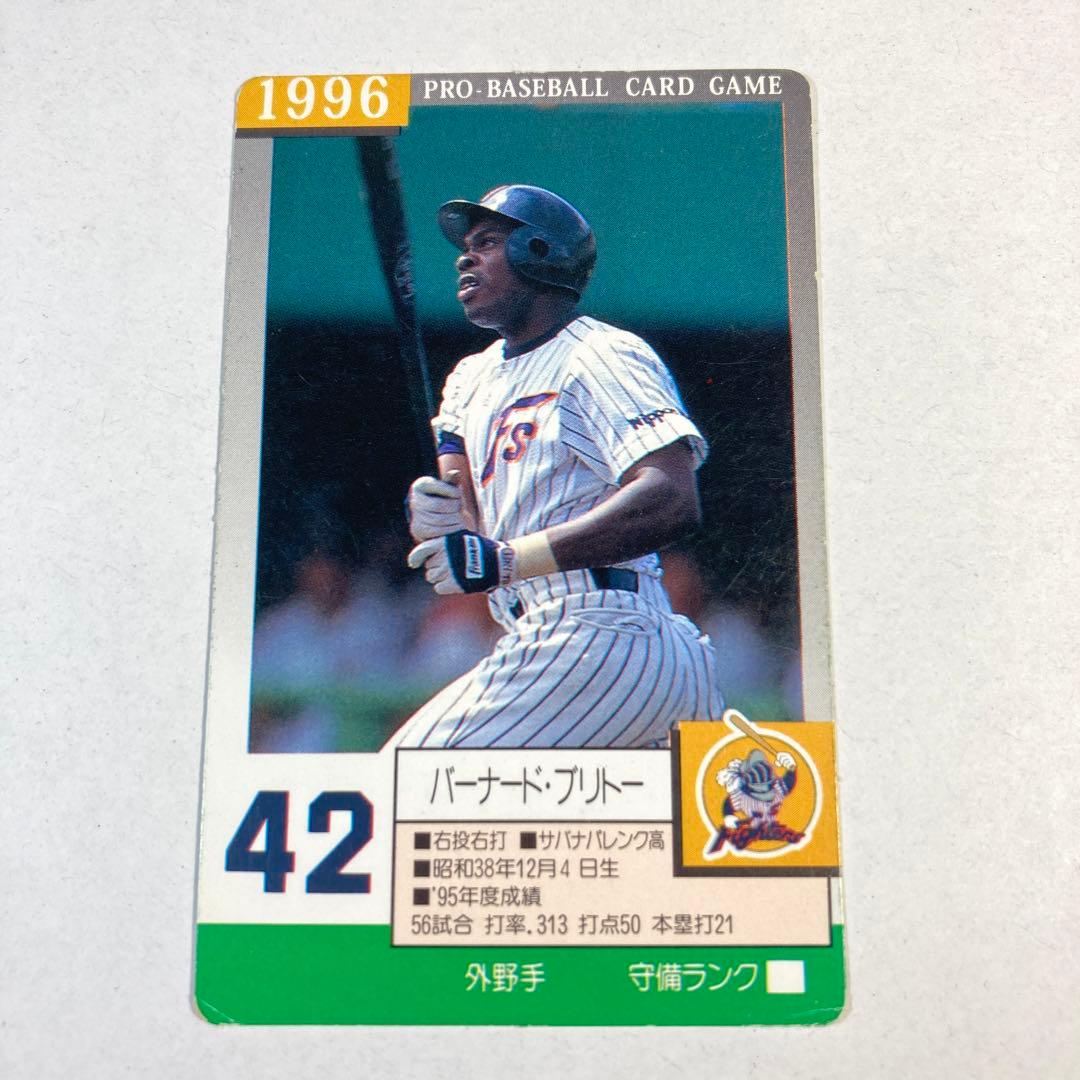 1996 PRO-BASEBALL CARD GAME
Fs
Nippon
Franklin
バーナード・ブリトー
Fighters
42
■右投右打 ■サバナパレンク高
■昭和38年12月4日生
■'95年度成績
56試合 打率.313 打点50 本塁打21
外野手 守備ランク